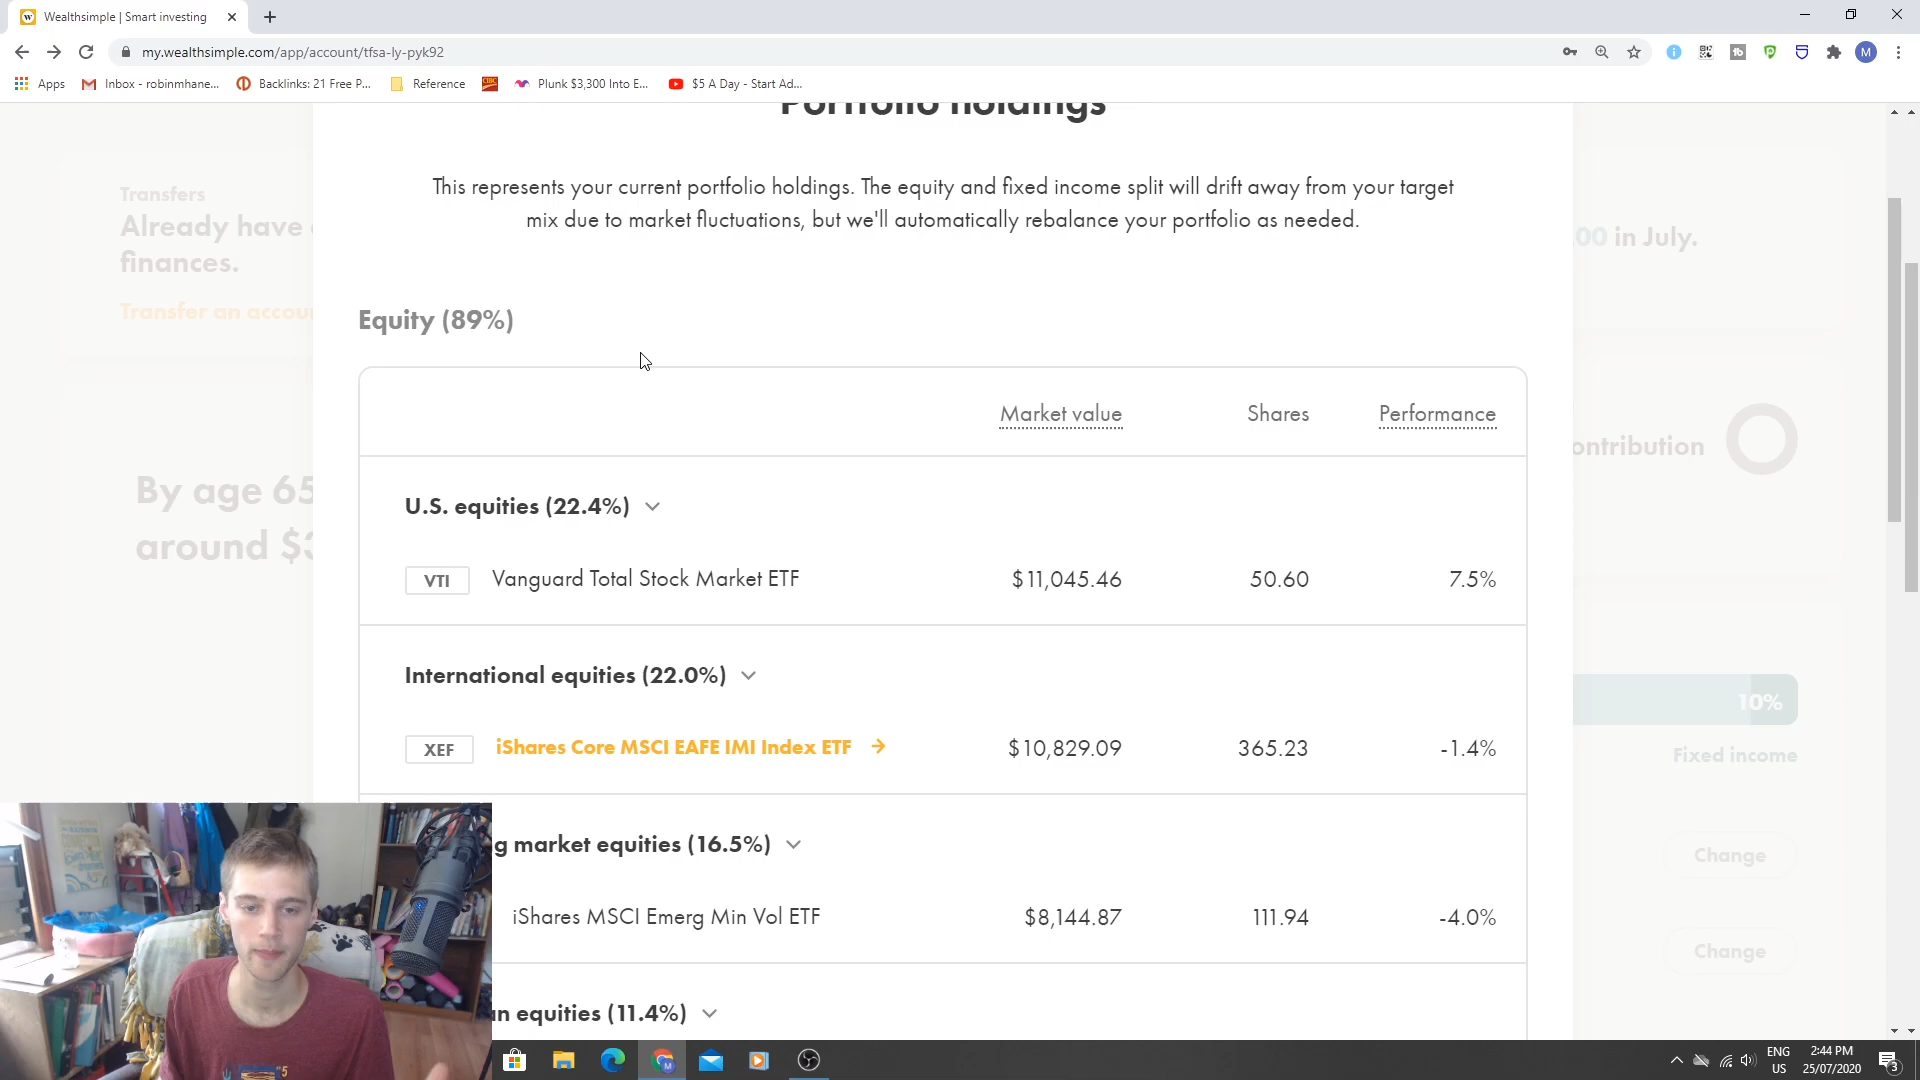 Wealthsimple | Smart investing
my.wealthsimple.com/app/account/tfsa-ly-pyk92
M
Apps
Inbox - robinmhane...
Backlinks: 21 Free P...
Reference
CIBC
Plunk $3,300 Into E...
$5 A Day - Start Ad...
Portfolio holdings
This represents your current portfolio holdings. The equity and fixed income split will drift away from your target
mix due to market fluctuations, but we'll automatically rebalance your portfolio as needed.
Transfers
Already have
finances.
Transfer an accou
.00 in July.
Equity (89%)
Market value Shares Performance
ontribution
By age 65
around $3
U.S. equities (22.4%)
VTI Vanguard Total Stock Market ETF $11,045.46 50.60 7.5%
International equities (22.0%)
10%
XEF iShares Core MSCI EAFE IMI Index ETF → $10,829.09 365.23 -1.4%
Fixed income
g market equities (16.5%)
Change
iShares MSCI Emerg Min Vol ETF $8,144.87 111.94 -4.0%
Change
an equities (11.4%)
ENG
US
2:44 PM
25/07/2020
3